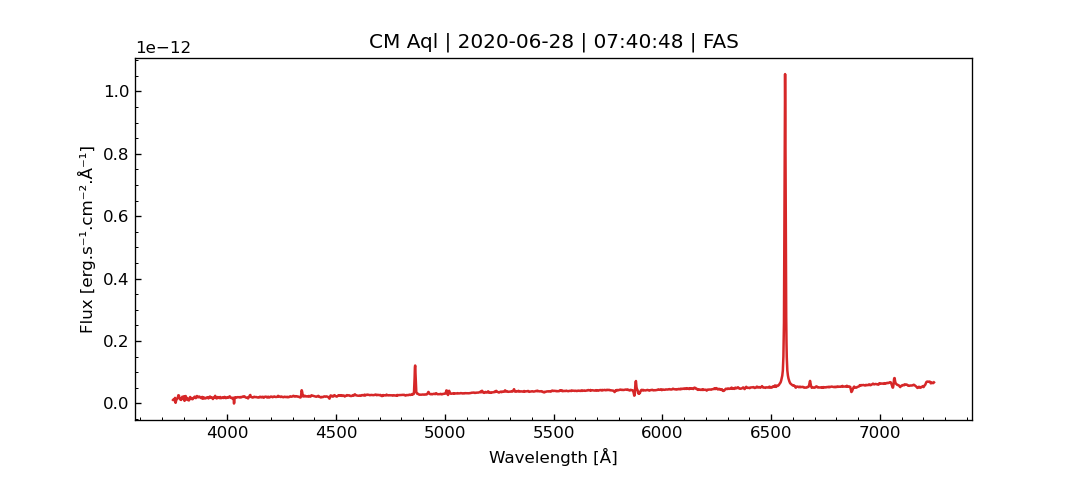 CM Aql | 2020-06-28 | 07:40:48 | FAS
1e−12
1.0
0.8
0.6
0.4
0.2
0.0
Flux [erg.s⁻¹.cm⁻².Å⁻¹]
4000 4500 5000 5500 6000 6500 7000
Wavelength [Å]